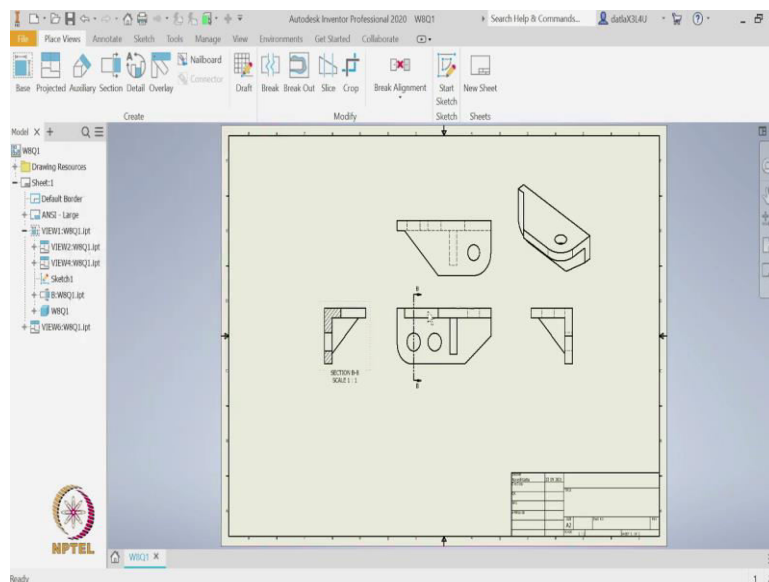 Autodesk Inventor Professional 2020 W8Q1
Search Help & Commands...
datlaX3L4U
File Place Views Annotate Sketch Tools Manage View Environments Get Started Collaborate
Nailboard
Connector
Base Projected Auxiliary Section Detail Overlay
Draft Break Break Out Slice Crop
Break Alignment
Start Sketch
New Sheet
Create
Modify
Sketch
Sheets
Model
W8Q1
Drawing Resources
Sheet:1
Default Border
ANSI - Large
VIEW1:W8Q1.ipt
VIEW2:W8Q1.ipt
VIEW4:W8Q1.ipt
Sketch1
B:W8Q1.ipt
W8Q1
VIEW6:W8Q1.ipt
B
B
SECTION B-B
SCALE 1 : 1
A2
NPTEL
W8Q1
Ready
1